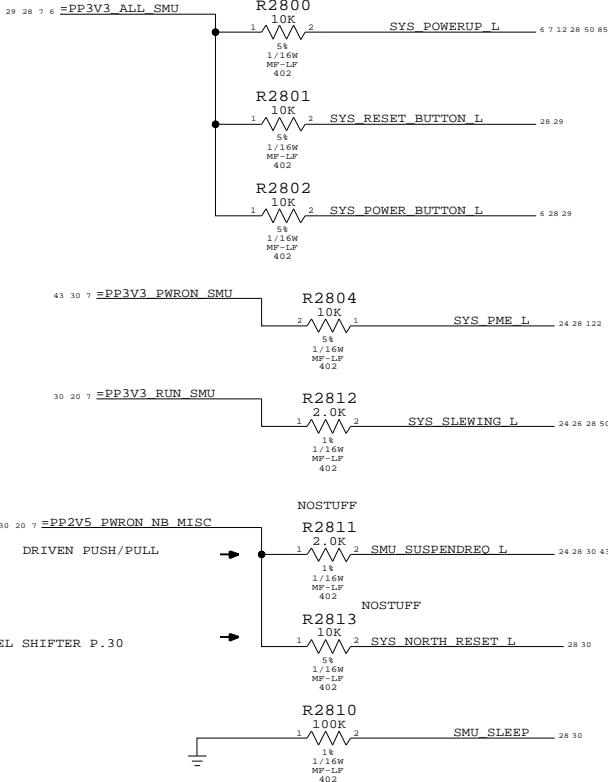 R2800
29 28 7 6 =PP3V3_ALL_SMU
10K
SYS_POWERUP_L
6 7 12 28 50 85
1 2
5%
1/16W
MF-LF
402
R2801
10K
1 2 SYS_RESET_BUTTON_L 28 29
5%
1/16W
MF-LF
402
R2802
10K
1 2 SYS_POWER_BUTTON_L 6 28 29
5%
1/16W
MF-LF
402
43 30 7 =PP3V3_PWRON_SMU
R2804
10K
2 1 SYS_PME_L 24 28 122
5%
1/16W
MF-LF
402
30 20 7 =PP3V3_RUN_SMU
R2812
2.0K
1 2 SYS_SLEWING_L 24 26 28 50
1%
1/16W
MF-LF
402
NOSTUFF
30 20 7 =PP2V5_PWRON_NB_MISC
R2811
2.0K
DRIVEN PUSH/PULL
1 2 SMU_SUSPENDREQ_L 24 28 30 43
1%
1/16W
MF-LF
402
NOSTUFF
R2813
10K
EL SHIFTER P.30
1 2 SYS_NORTH_RESET_L 28 30
5%
1/16W
MF-LF
402
R2810
100K
1 2 SMU_SLEEP 28 30
1%
1/16W
MF-LF
402